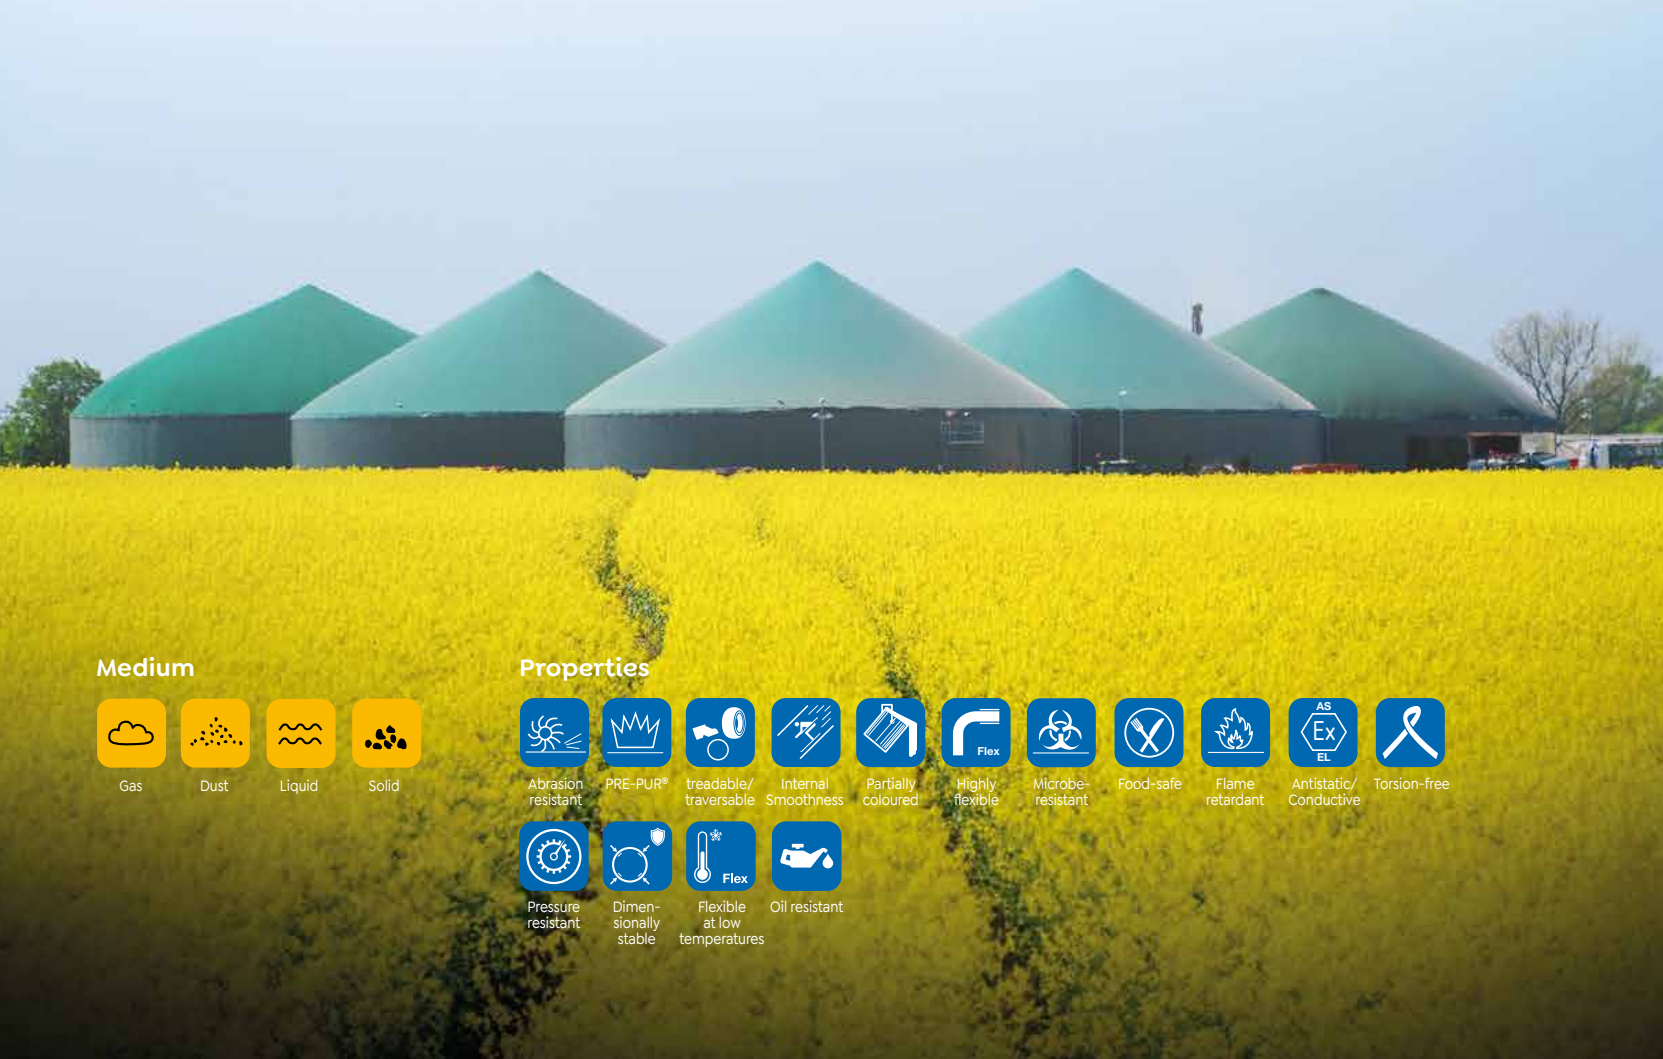 Medium
Gas
Dust
Liquid
Solid
Properties
Abrasion
resistant
PRE-PUR®
treadable/
traversable
Internal
Smoothness
Partially
coloured
Flex
Highly
flexible
Microbe-
resistant
Food-safe
Flame
retardant
AS
Ex
EL
Antistatic/
Conductive
Torsion-free
Pressure
resistant
Dimen-
sionally
stable
Flex
Flexible
at low
temperatures
Oil resistant